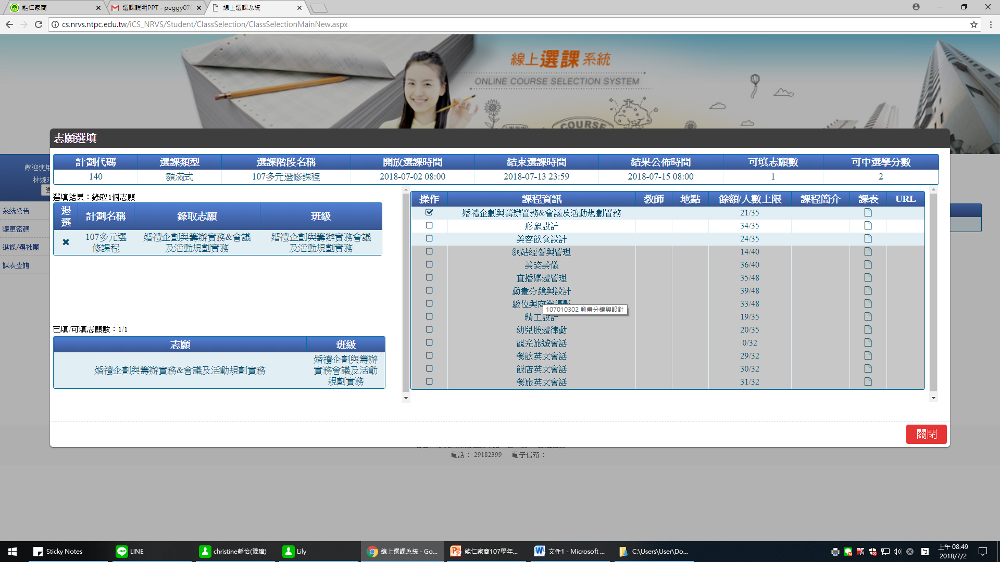 能仁家商
選課說明PPT - peggy070
線上選課系統
cs.nrvs.ntpc.edu.tw/iCS_NRVS/Student/ClassSelection/ClassSelectionMainNew.aspx
線上選課系統
ONLINE COURSE SELECTION SYSTEM
COURSE
志願選填
計劃代碼 選課類型 選課階段名稱 開放選課時間 結束選課時間 結果公佈時間 可填志願數 可中選學分數
140 額滿式 107多元選修課程 2018-07-02 08:00 2018-07-13 23:59 2018-07-15 08:00 1 2
歡迎使用
林婉
登
系統公告
變更密碼
選課/選社團
課表查詢
選填結果：錄取1個志願
退選 計劃名稱 錄取志願 班級
107多元選 婚禮企劃與籌辦實務&會議 婚禮企劃與籌辦實務會議
修課程 及活動規劃實務 及活動規劃實務
已填/可填志願數：1/1
志願 班級
婚禮企劃與籌辦實務&會議及活動規劃實務
婚禮企劃與籌辦
實務會議及活動
規劃實務
操作 課程資訊 教師 地點 餘額/人數上限 課程簡介 課表 URL
婚禮企劃與籌辦實務&會議及活動規劃實務 21/35
形象設計 34/35
美容飲食設計 24/35
網站經營與管理 14/40
美姿美儀 36/40
直播媒體管理 35/48
動畫分鏡與設計 39/48
數位與商業攝影 33/48
107010302 動畫分鏡與設計
精工設計 19/35
幼兒肢體律動 20/35
觀光旅遊會話 0/32
餐飲英文會話 29/32
飯店英文會話 30/32
餐旅英文會話 31/32
關閉
電話： 29182399 電子信箱：
Sticky Notes
LINE
christine靜怡(豫璋)
Lily
線上選課系統 - Go...
能仁家商107學年...
文件1 - Microsoft ...
C:\Users\User\Do...
上午 08:49
2018/7/2